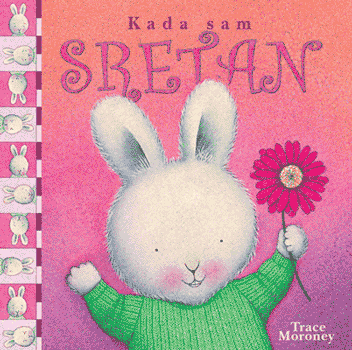 Kada sam
SRETAN
Trace
Moroney